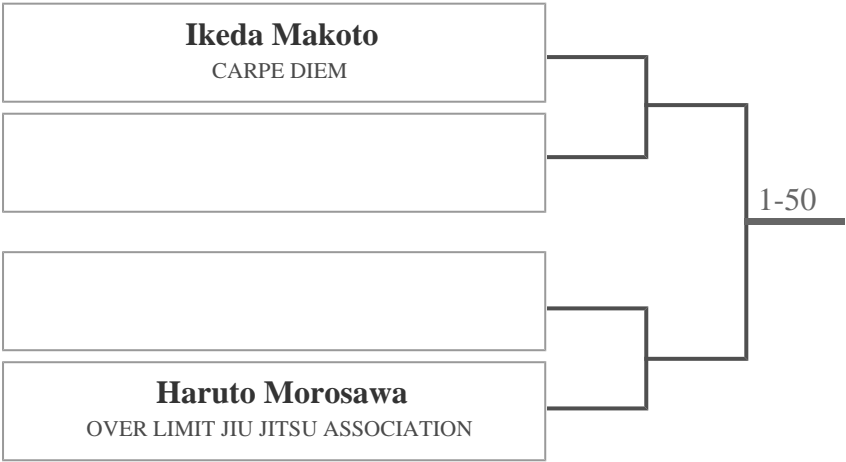 Ikeda Makoto
CARPE DIEM
1-50
Haruto Morosawa
OVER LIMIT JIU JITSU ASSOCIATION